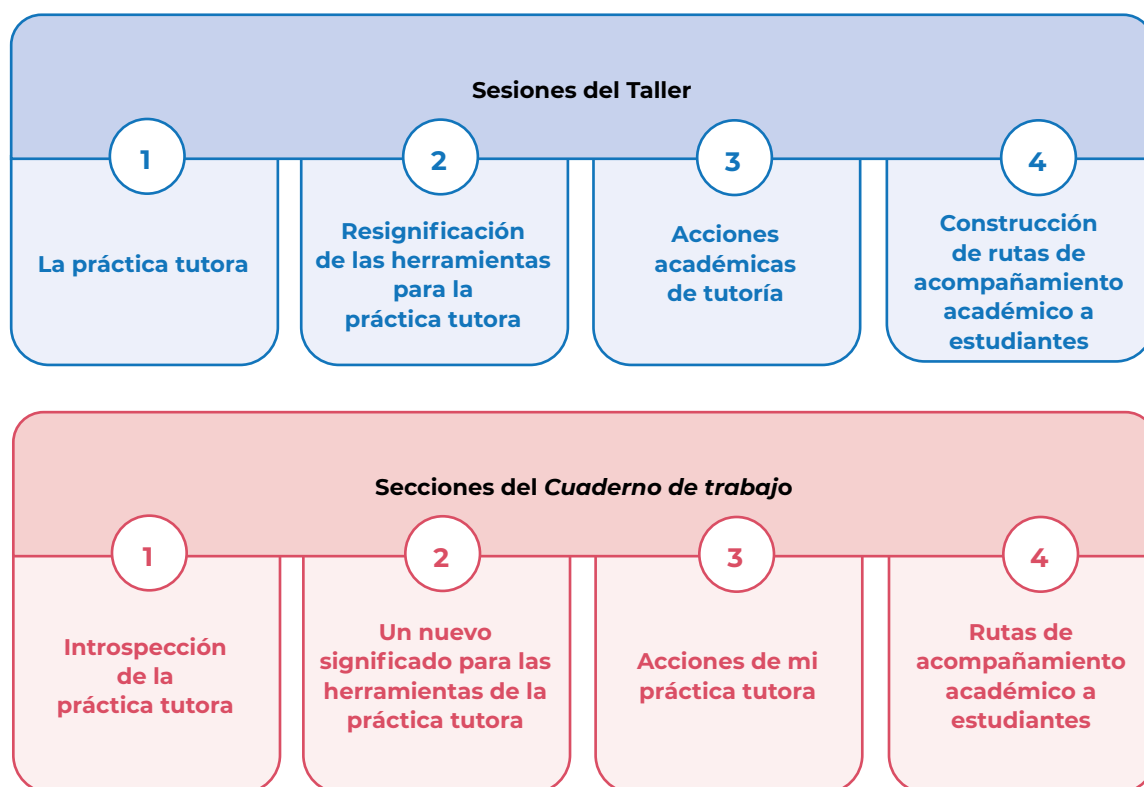 Sesiones del Taller
1
La práctica tutora
2
Resignificación
de las herramientas
para la
práctica tutora
3
Acciones
académicas
de tutoría
4
Construcción
de rutas de
acompañamiento
académico a
estudiantes
Secciones del Cuaderno de trabajo
1
Introspección
de la
práctica tutora
2
Un nuevo
significado para las
herramientas de la
práctica tutora
3
Acciones de mi
práctica tutora
4
Rutas de
acompañamiento
académico a
estudiantes